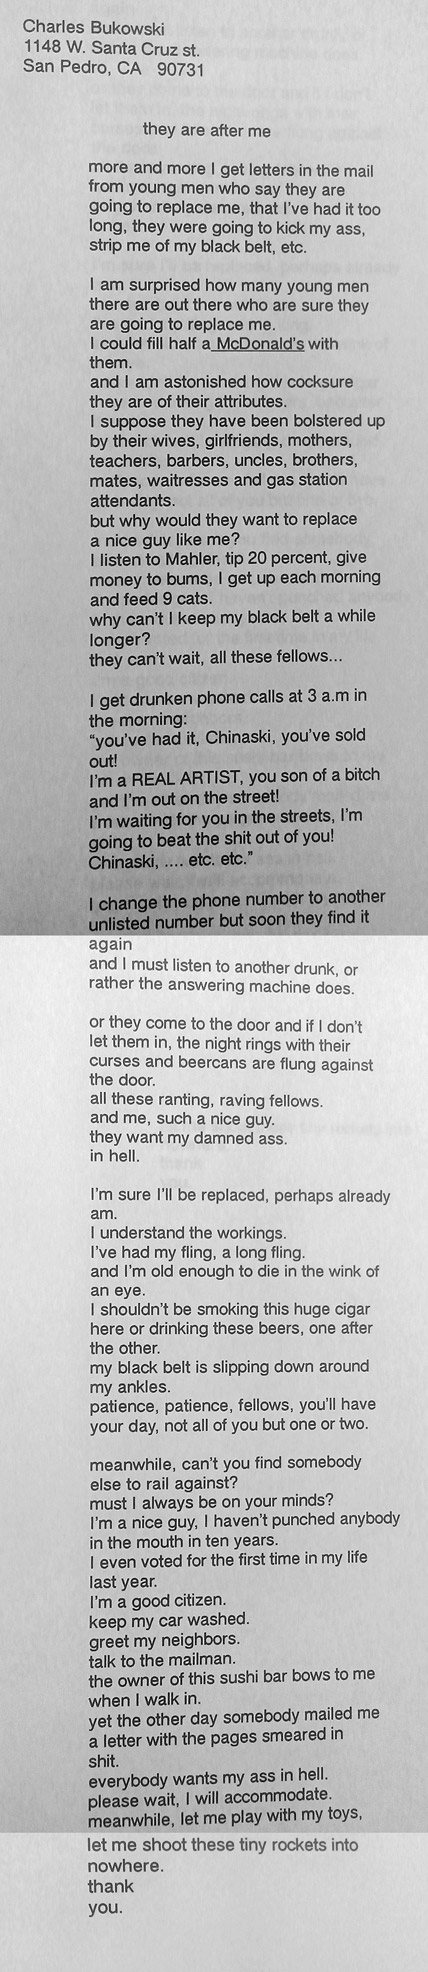 Charles Bukowski
1148 W. Santa Cruz st.
San Pedro, CA 90731
they are after me
more and more I get letters in the mail
from young men who say they are
going to replace me, that I've had it too
long, they were going to kick my ass,
strip me of my black belt, etc.
I am surprised how many young men
there are out there who are sure they
are going to replace me.
I could fill half a McDonald's with
them.
and I am astonished how cocksure
they are of their attributes.
I suppose they have been bolstered up
by their wives, girlfriends, mothers,
teachers, barbers, uncles, brothers,
mates, waitresses and gas station
attendants.
but why would they want to replace
a nice guy like me?
I listen to Mahler, tip 20 percent, give
money to bums, I get up each morning
and feed 9 cats.
why can't I keep my black belt a while
longer?
they can't wait, all these fellows...
I get drunken phone calls at 3 a.m in
the morning:
"you've had it, Chinaski, you've sold
out!
I'm a REAL ARTIST, you son of a bitch
and I'm out on the street!
I'm waiting for you in the streets, I'm
going to beat the shit out of you!
Chinaski, .... etc. etc."
I change the phone number to another
unlisted number but soon they find it
again
and I must listen to another drunk, or
rather the answering machine does.
or they come to the door and if I don't
let them in, the night rings with their
curses and beercans are flung against
the door.
all these ranting, raving fellows.
and me, such a nice guy.
they want my damned ass.
in hell.
I'm sure I'll be replaced, perhaps already
am.
I understand the workings.
I've had my fling, a long fling.
and I'm old enough to die in the wink of
an eye.
I shouldn't be smoking this huge cigar
here or drinking these beers, one after
the other.
my black belt is slipping down around
my ankles.
patience, patience, fellows, you'll have
your day, not all of you but one or two.
meanwhile, can't you find somebody
else to rail against?
must I always be on your minds?
I'm a nice guy, I haven't punched anybody
in the mouth in ten years.
I even voted for the first time in my life
last year.
I'm a good citizen.
keep my car washed.
greet my neighbors.
talk to the mailman.
the owner of this sushi bar bows to me
when I walk in.
yet the other day somebody mailed me
a letter with the pages smeared in
shit.
everybody wants my ass in hell.
please wait, I will accommodate.
meanwhile, let me play with my toys,
let me shoot these tiny rockets into
nowhere.
thank
you.